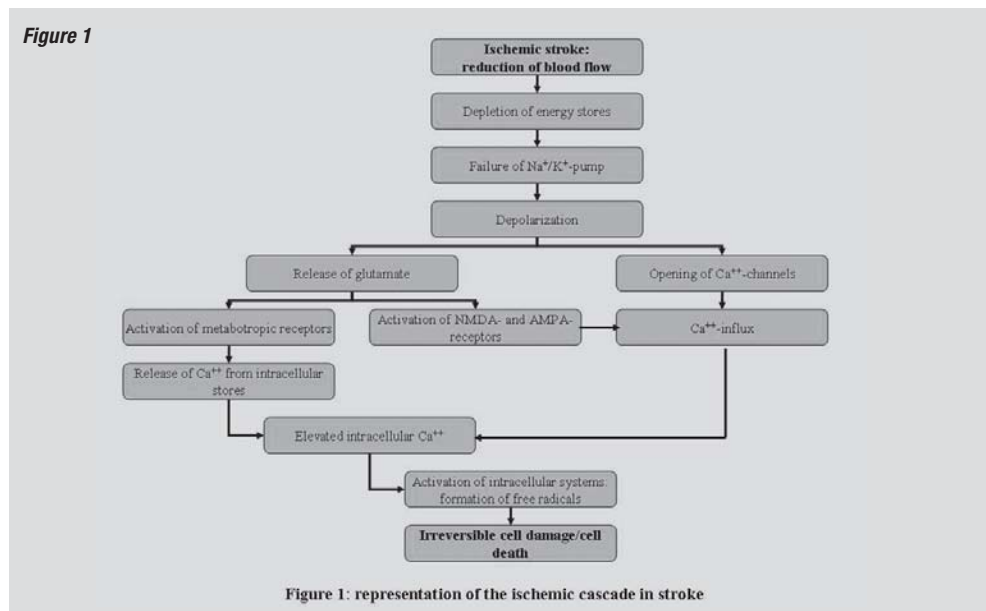 Figure 1
Ischemic stroke:
reduction of blood flow
Depletion of energy stores
Failure of Na⁺/K⁺-pump
Depolarization
Release of glutamate
Opening of Ca⁺⁺-channels
Activation of metabotropic receptors
Activation of NMDA- and AMPA-
receptors
Ca⁺⁺-influx
Release of Ca⁺⁺ from intracellular
stores
Elevated intracellular Ca⁺⁺
Activation of intracellular systems:
formation of free radicals
Irreversible cell damage/cell
death
Figure 1: representation of the ischemic cascade in stroke